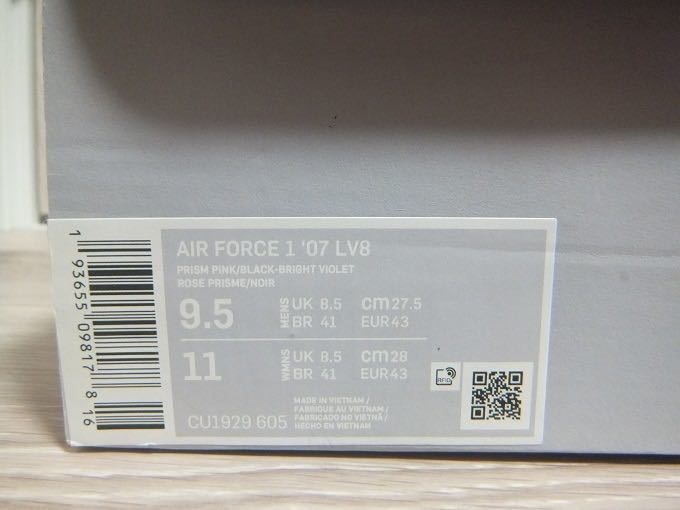 AIR FORCE 1 '07 LV8
PRISM PINK/BLACK-BRIGHT VIOLET
ROSE PRISME/NOIR
9.5 MENS UK 8.5 cm 27.5
BR 41 EUR 43
11 WMNS UK 8.5 cm 28
BR 41 EUR 43
RFID
CU1929 605
MADE IN VIETNAM /
FABRIQUE AU VIETNAM /
FABRICADO NO VIETNÃ /
HECHO EN VIETNAM
1 93655 09817 8 16